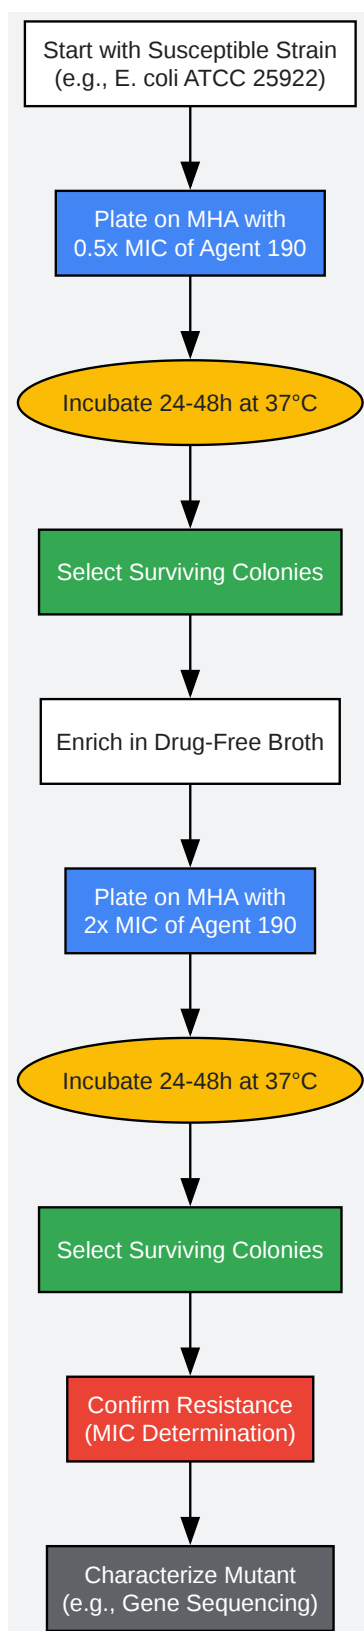 Start with Susceptible Strain
(e.g., E. coli ATCC 25922)
Plate on MHA with
0.5x MIC of Agent 190
Incubate 24-48h at 37°C
Select Surviving Colonies
Enrich in Drug-Free Broth
Plate on MHA with
2x MIC of Agent 190
Incubate 24-48h at 37°C
Select Surviving Colonies
Confirm Resistance
(MIC Determination)
Characterize Mutant
(e.g., Gene Sequencing)